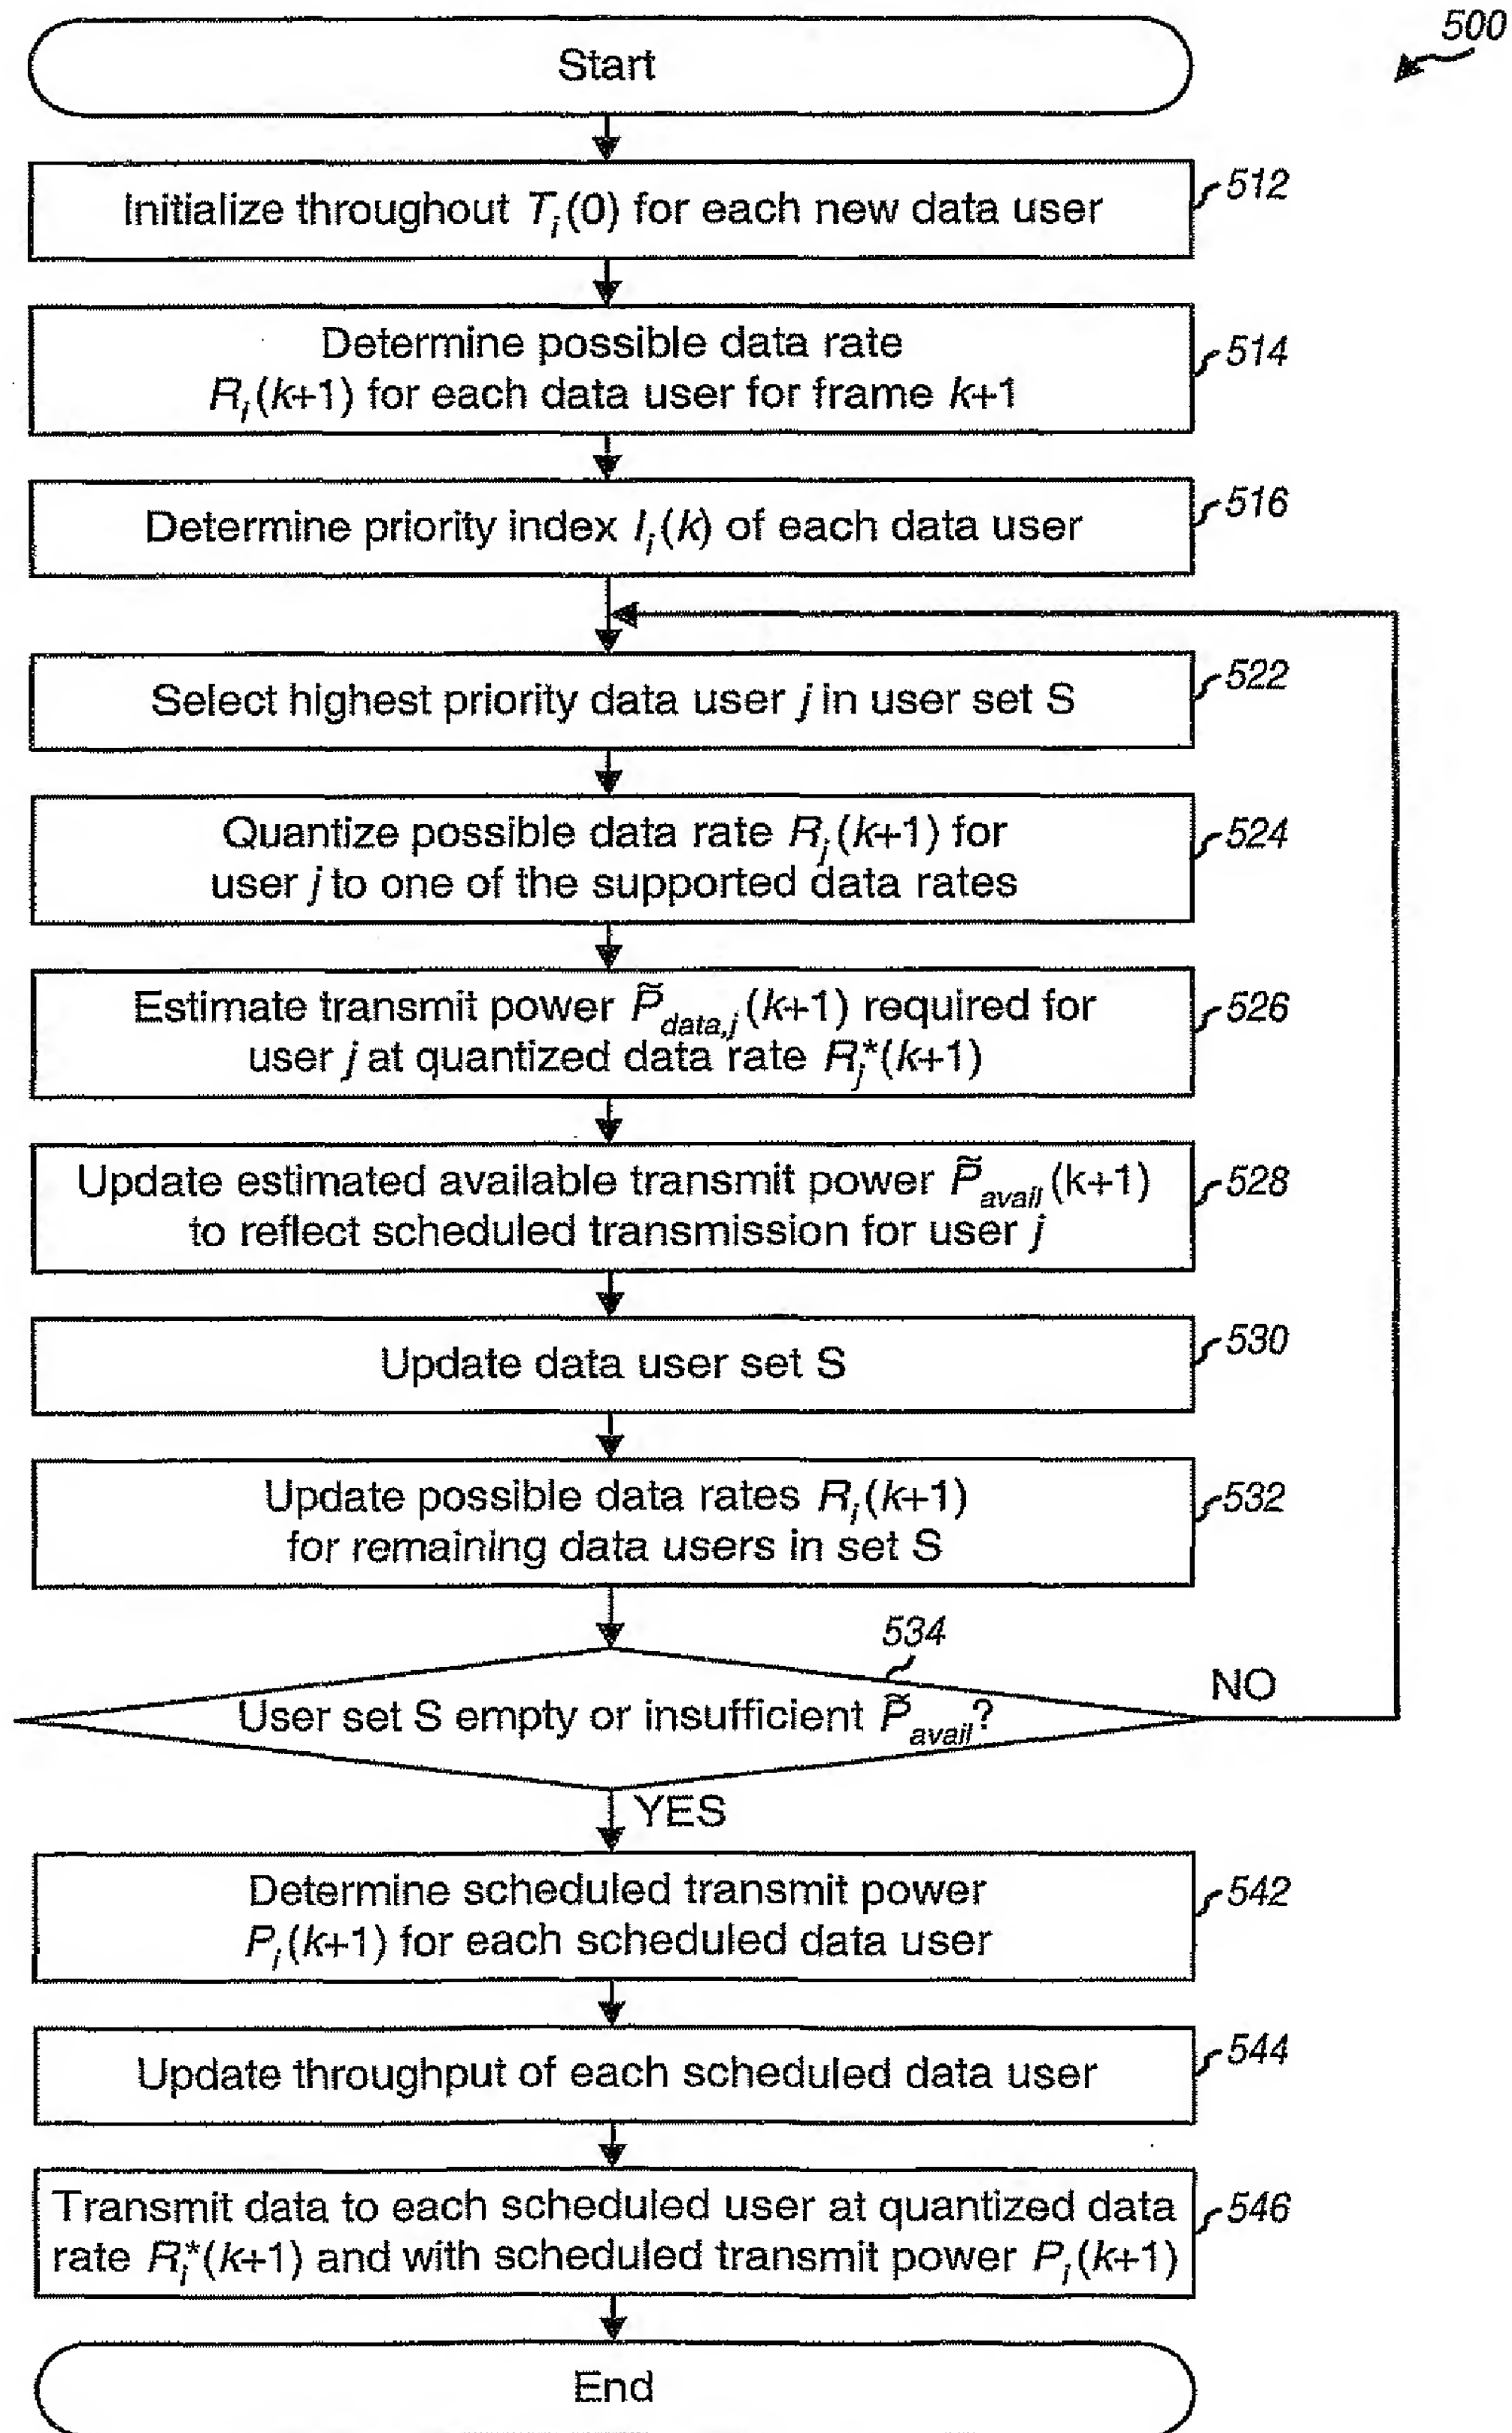 500
Start
Initialize throughout T_i(0) for each new data user
512
Determine possible data rate
R_i(k+1) for each data user for frame k+1
514
Determine priority index I_i(k) of each data user
516
Select highest priority data user j in user set S
522
Quantize possible data rate R_j(k+1) for
user j to one of the supported data rates
524
Estimate transmit power P̃_data,j(k+1) required for
user j at quantized data rate R_j*(k+1)
526
Update estimated available transmit power P̃_avail(k+1)
to reflect scheduled transmission for user j
528
Update data user set S
530
Update possible data rates R_i(k+1)
for remaining data users in set S
532
534
User set S empty or insufficient P̃_avail?
NO
YES
Determine scheduled transmit power
P_i(k+1) for each scheduled data user
542
Update throughput of each scheduled data user
544
Transmit data to each scheduled user at quantized data
rate R_i*(k+1) and with scheduled transmit power P_i(k+1)
546
End